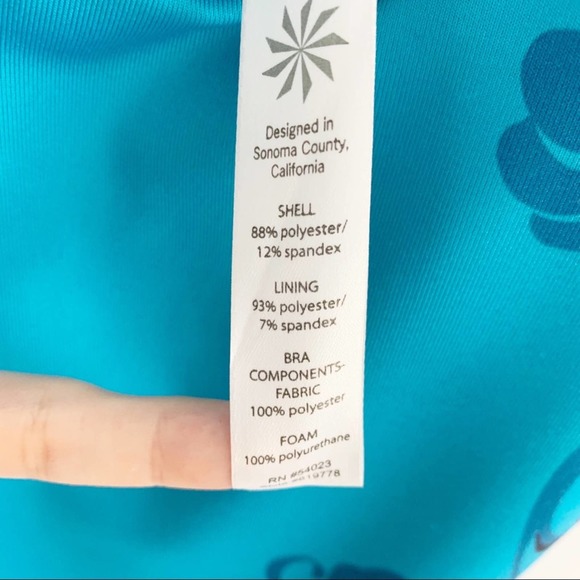 Designed in
Sonoma County,
California
SHELL
88% polyester/
12% spandex
LINING
93% polyester/
7% spandex
BRA
COMPONENTS-
FABRIC
100% polyester
FOAM
100% polyurethane
RN #54023
#819778